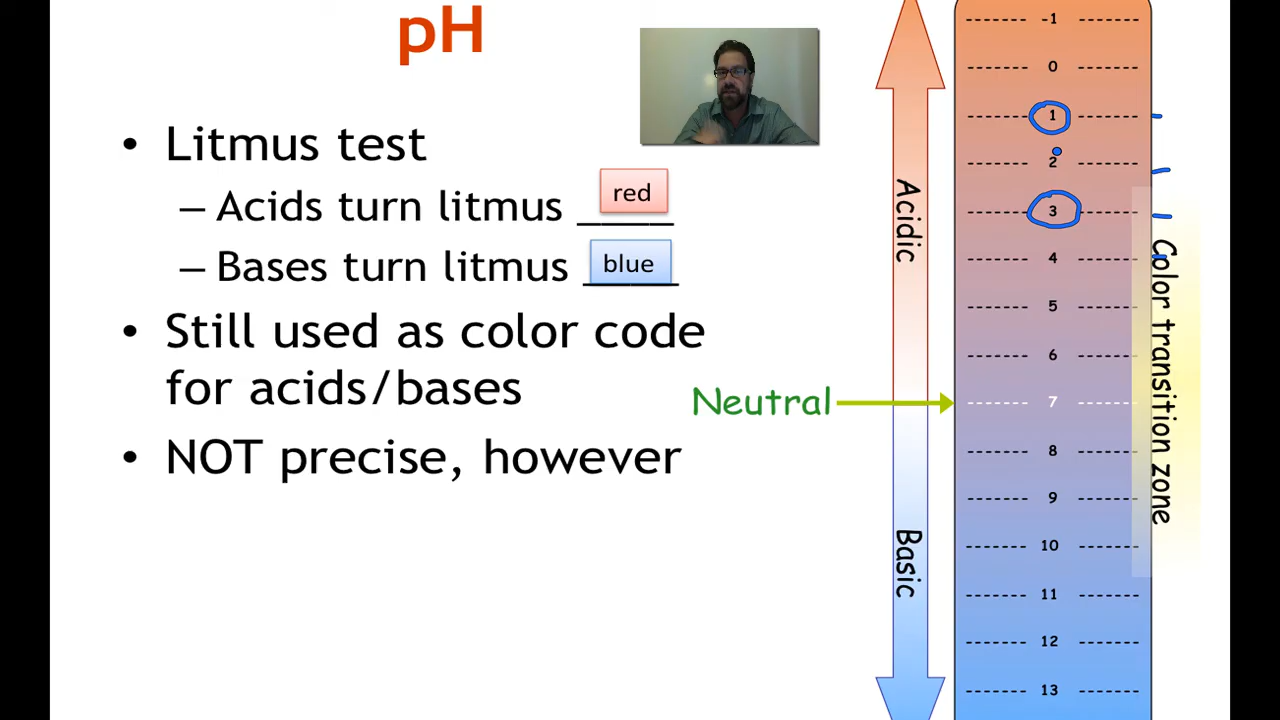 pH
• Litmus test
– Acids turn litmus red
– Bases turn litmus blue
• Still used as color code
for acids/bases
• NOT precise, however
Neutral
Acidic
Basic
------- -1 -------
------- 0 -------
------- 1 -------
------- 2 -------
------- 3 -------
------- 4 -------
------- 5 -------
------- 6 -------
------- 7 -------
------- 8 -------
------- 9 -------
------- 10 -------
------- 11 -------
------- 12 -------
------- 13 -------
Color transition zone